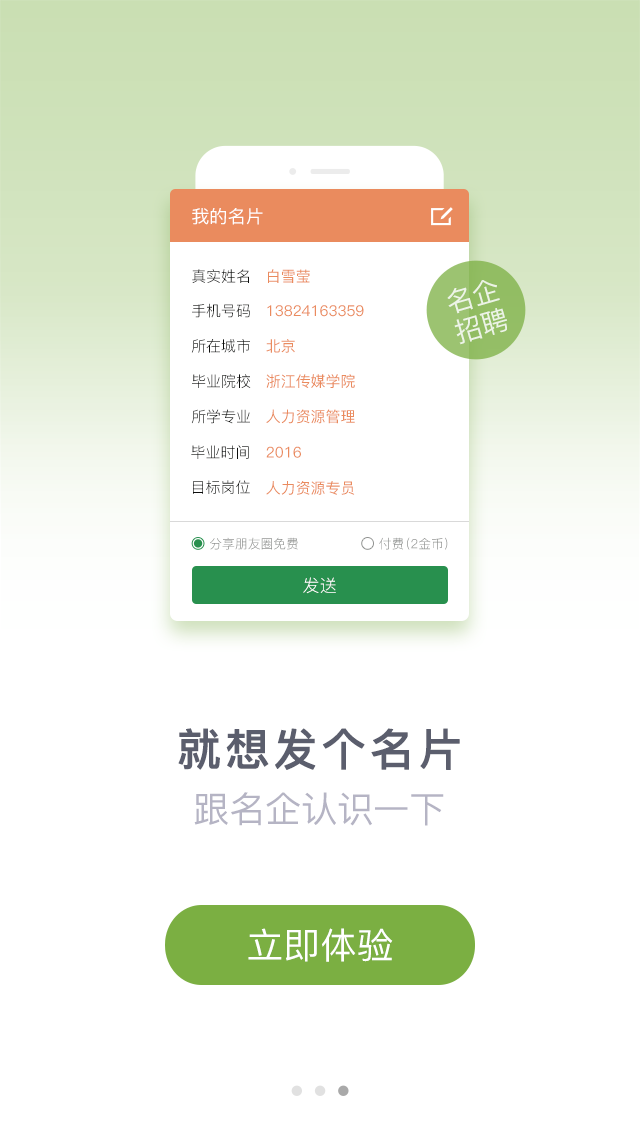 我的名片
真实姓名 白雪莹
名企
招聘
手机号码 13824163359
所在城市 北京
毕业院校 浙江传媒学院
所学专业 人力资源管理
毕业时间 2016
目标岗位 人力资源专员
分享朋友圈免费 付费(2金币)
发送
就想发个名片
跟名企认识一下
立即体验